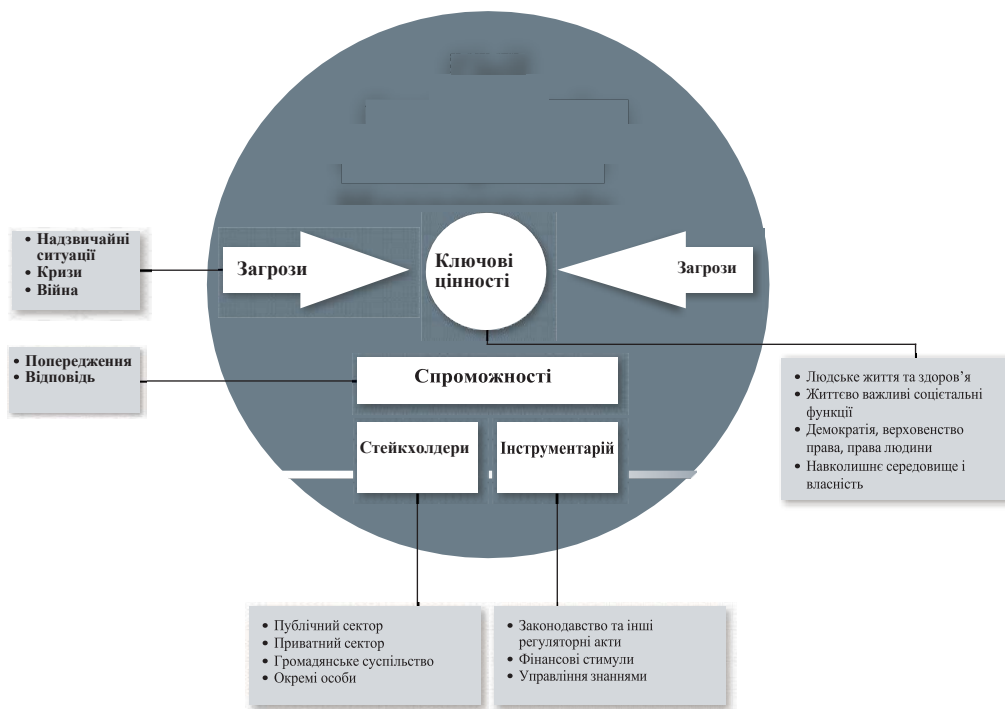 • Надзвичайні
ситуації
• Кризи
• Війна
Загрози
Ключові
цінності
Загрози
• Попередження
• Відповідь
Спроможності
Стейкхолдери
Інструментарій
• Людське життя та здоров’я
• Життєво важливі соцієтальні
функції
• Демократія, верховенство
права, права людини
• Навколишнє середовище і
власність
• Публічний сектор
• Приватний сектор
• Громадянське суспільство
• Окремі особи
• Законодавство та інші
регуляторні акти
• Фінансові стимули
• Управління знаннями